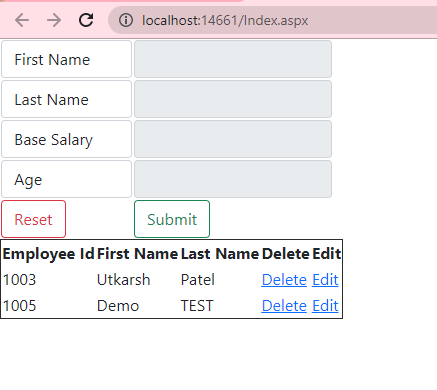 localhost:14661/Index.aspx
First Name
Last Name
Base Salary
Age
Reset Submit
Employee Id First Name Last Name Delete Edit
1003 Utkarsh Patel Delete Edit
1005 Demo TEST Delete Edit